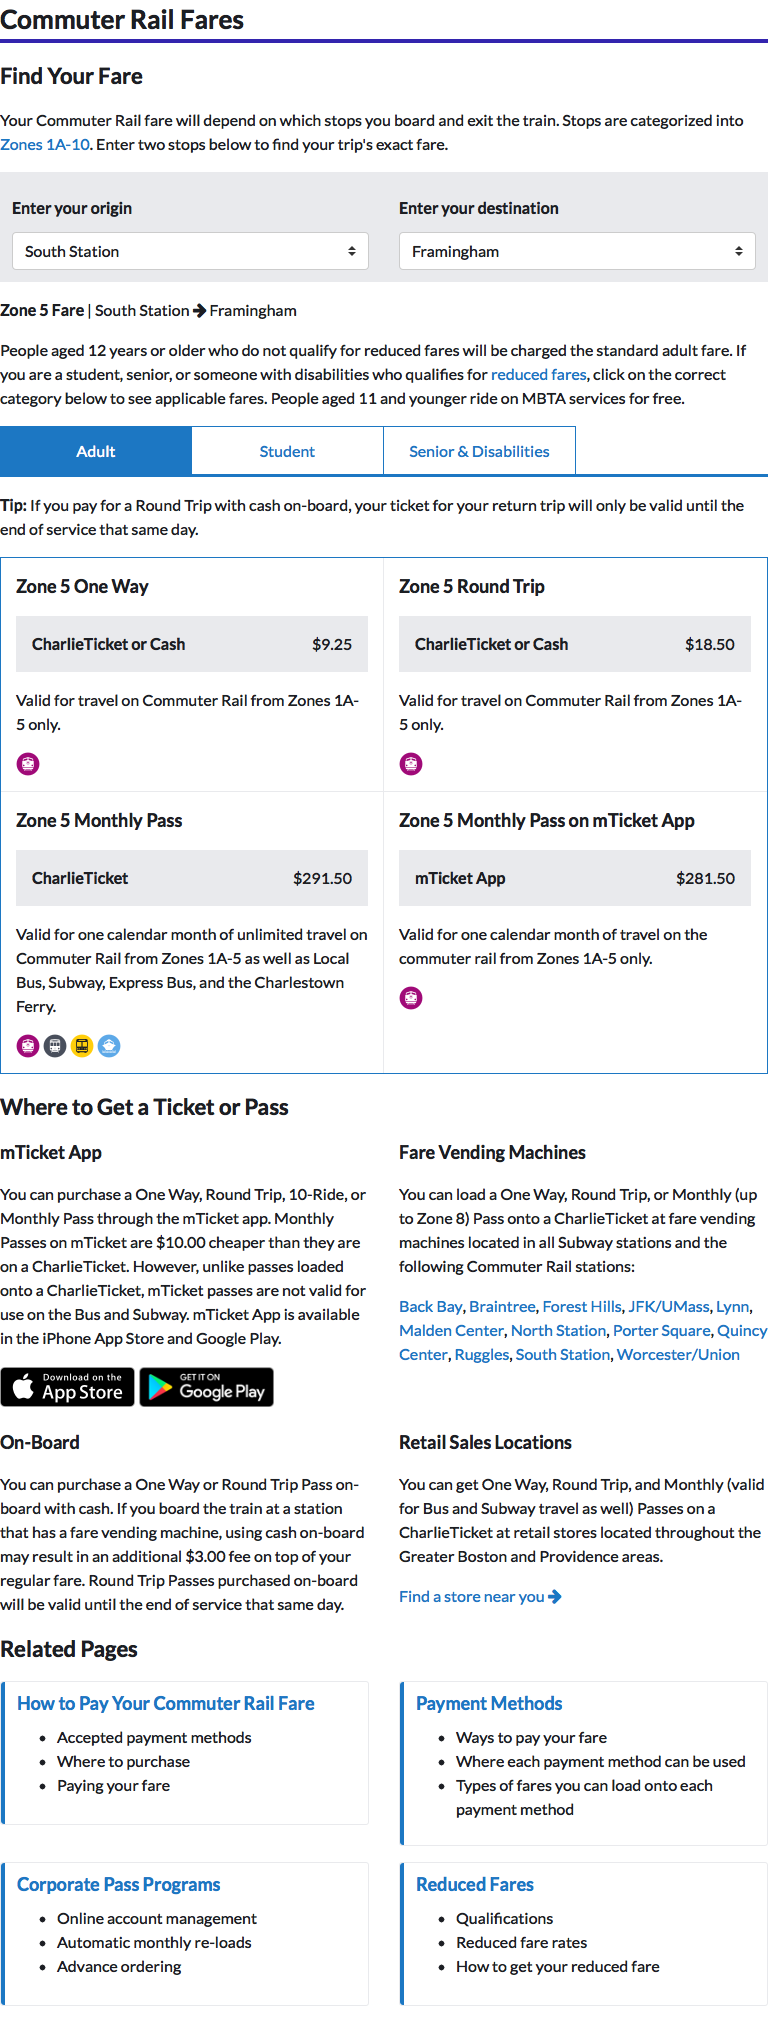 Commuter Rail Fares
Find Your Fare
Your Commuter Rail fare will depend on which stops you board and exit the train. Stops are categorized into
Zones 1A-10. Enter two stops below to find your trip's exact fare.
Enter your origin
South Station
Enter your destination
Framingham
Zone 5 Fare | South Station → Framingham
People aged 12 years or older who do not qualify for reduced fares will be charged the standard adult fare. If
you are a student, senior, or someone with disabilities who qualifies for reduced fares, click on the correct
category below to see applicable fares. People aged 11 and younger ride on MBTA services for free.
Adult
Student
Senior & Disabilities
Tip: If you pay for a Round Trip with cash on-board, your ticket for your return trip will only be valid until the
end of service that same day.
Zone 5 One Way
CharlieTicket or Cash $9.25
Valid for travel on Commuter Rail from Zones 1A-
5 only.
Zone 5 Round Trip
CharlieTicket or Cash $18.50
Valid for travel on Commuter Rail from Zones 1A-
5 only.
Zone 5 Monthly Pass
CharlieTicket $291.50
Valid for one calendar month of unlimited travel on
Commuter Rail from Zones 1A-5 as well as Local
Bus, Subway, Express Bus, and the Charlestown
Ferry.
Zone 5 Monthly Pass on mTicket App
mTicket App $281.50
Valid for one calendar month of travel on the
commuter rail from Zones 1A-5 only.
Where to Get a Ticket or Pass
mTicket App
You can purchase a One Way, Round Trip, 10-Ride, or
Monthly Pass through the mTicket app. Monthly
Passes on mTicket are $10.00 cheaper than they are
on a CharlieTicket. However, unlike passes loaded
onto a CharlieTicket, mTicket passes are not valid for
use on the Bus and Subway. mTicket App is available
in the iPhone App Store and Google Play.
Download on the
App Store
GET IT ON
Google Play
Fare Vending Machines
You can load a One Way, Round Trip, or Monthly (up
to Zone 8) Pass onto a CharlieTicket at fare vending
machines located in all Subway stations and the
following Commuter Rail stations:
Back Bay, Braintree, Forest Hills, JFK/UMass, Lynn,
Malden Center, North Station, Porter Square, Quincy
Center, Ruggles, South Station, Worcester/Union
On-Board
You can purchase a One Way or Round Trip Pass on-
board with cash. If you board the train at a station
that has a fare vending machine, using cash on-board
may result in an additional $3.00 fee on top of your
regular fare. Round Trip Passes purchased on-board
will be valid until the end of service that same day.
Retail Sales Locations
You can get One Way, Round Trip, and Monthly (valid
for Bus and Subway travel as well) Passes on a
CharlieTicket at retail stores located throughout the
Greater Boston and Providence areas.
Find a store near you →
Related Pages
How to Pay Your Commuter Rail Fare
• Accepted payment methods
• Where to purchase
• Paying your fare
Payment Methods
• Ways to pay your fare
• Where each payment method can be used
• Types of fares you can load onto each
payment method
Corporate Pass Programs
• Online account management
• Automatic monthly re-loads
• Advance ordering
Reduced Fares
• Qualifications
• Reduced fare rates
• How to get your reduced fare